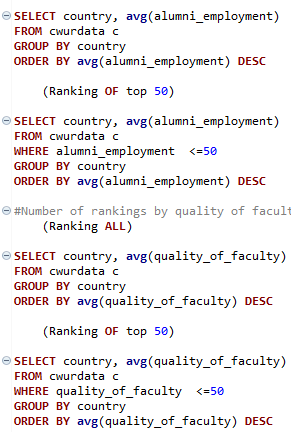 SELECT country, avg(alumni_employment)
FROM cwurdata c
GROUP BY country
ORDER BY avg(alumni_employment) DESC
(Ranking OF top 50)
SELECT country, avg(alumni_employment)
FROM cwurdata c
WHERE alumni_employment <=50
GROUP BY country
ORDER BY avg(alumni_employment) DESC
#Number of rankings by quality of facult
(Ranking ALL)
SELECT country, avg(quality_of_faculty)
FROM cwurdata c
GROUP BY country
ORDER BY avg(quality_of_faculty) DESC
(Ranking OF top 50)
SELECT country, avg(quality_of_faculty)
FROM cwurdata c
WHERE quality_of_faculty <=50
GROUP BY country
ORDER BY avg(quality_of_faculty) DESC